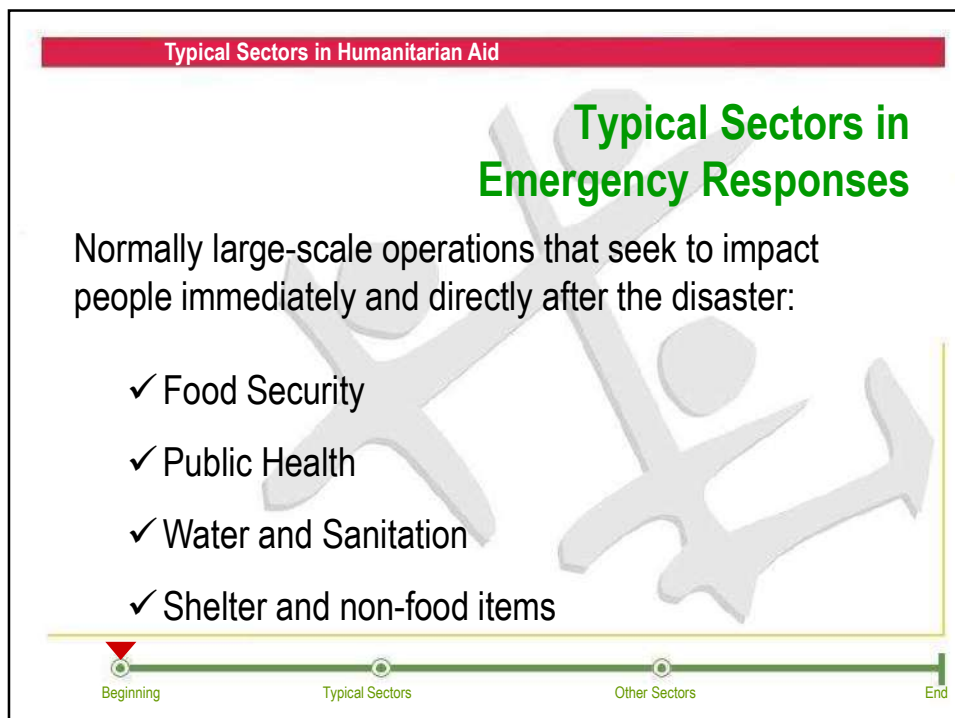 Typical Sectors in Humanitarian Aid
Typical Sectors in
Emergency Responses
Normally large-scale operations that seek to impact
people immediately and directly after the disaster:
✓ Food Security
✓ Public Health
✓ Water and Sanitation
✓ Shelter and non-food items
Beginning Typical Sectors Other Sectors End